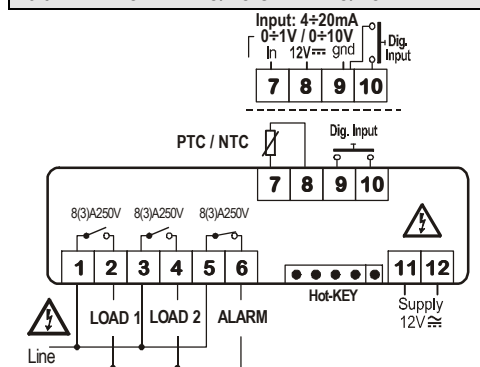 Input: 4÷20mA
0÷1V / 0÷10V
In 12V⎓ gnd
Dig. Input
7 8 9 10
PTC / NTC
Dig. Input
7 8 9 10
8(3)A250V 8(3)A250V 8(3)A250V
1 2 3 4 5 6
11 12
Hot-KEY
Supply
12V
LOAD 1 LOAD 2 ALARM
Line